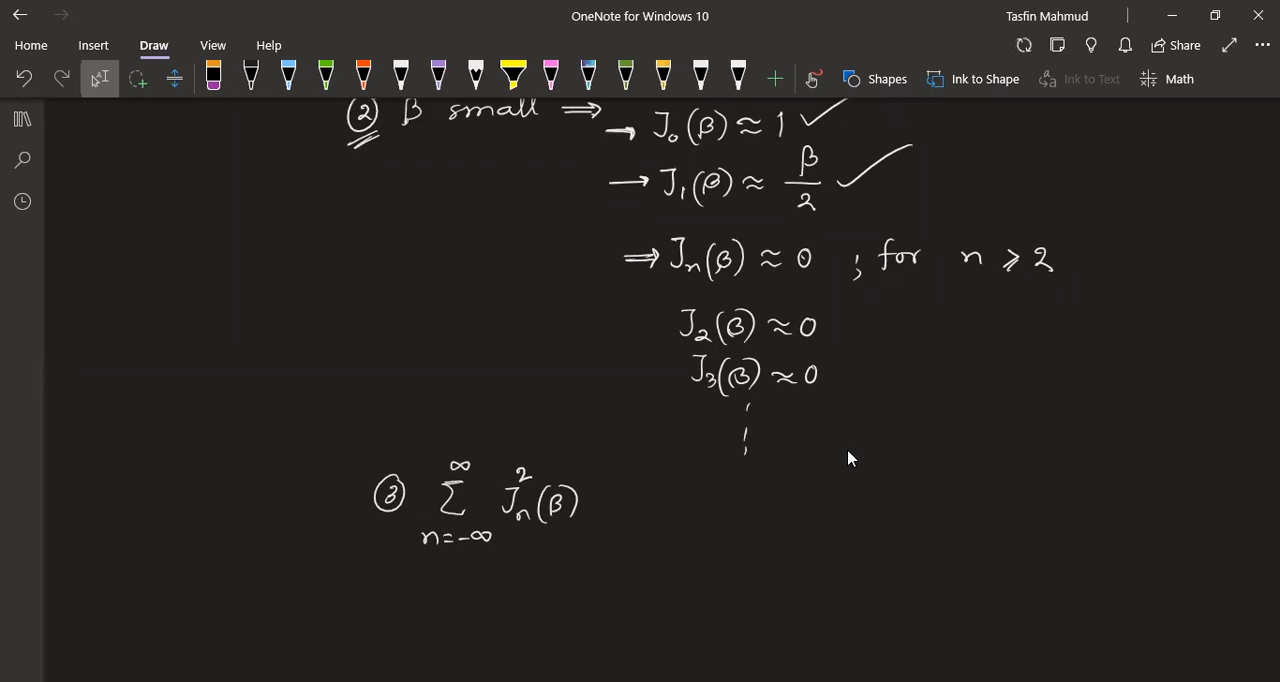 OneNote for Windows 10
Tasfin Mahmud
Home Insert Draw View Help
Share
Shapes Ink to Shape Ink to Text Math
② β small ⟹
→ J₀(β) ≈ 1 ✓
→ J₁(β) ≈ β/2 ✓
⟹ Jₙ(β) ≈ 0 ; for n ⩾ 2
J₂(β) ≈ 0
J₃(β) ≈ 0
③ ∑_{n=-∞}^{∞} Jₙ²(β)